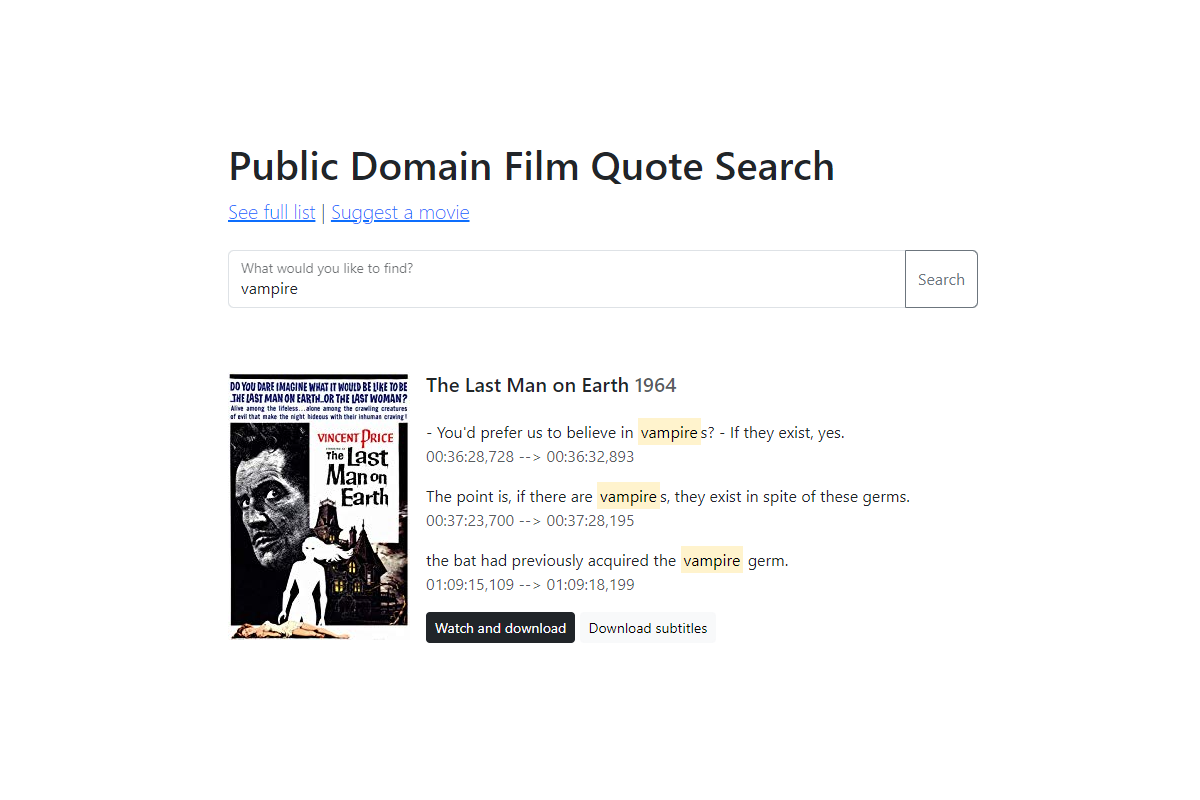 Public Domain Film Quote Search
See full list | Suggest a movie
What would you like to find?
vampire
Search
DO YOU DARE IMAGINE WHAT IT WOULD BE LIKE TO BE
..THE LAST MAN ON EARTH..OR THE LAST WOMAN?
Alive among the lifeless...alone among the crawling creatures
of evil that make the night hideous with their inhuman craving!
VINCENT PRICE
THE LAST
MAN ON
EARTH
The Last Man on Earth 1964
- You'd prefer us to believe in vampires? - If they exist, yes.
00:36:28,728 --> 00:36:32,893
The point is, if there are vampires, they exist in spite of these germs.
00:37:23,700 --> 00:37:28,195
the bat had previously acquired the vampire germ.
01:09:15,109 --> 01:09:18,199
Watch and download
Download subtitles